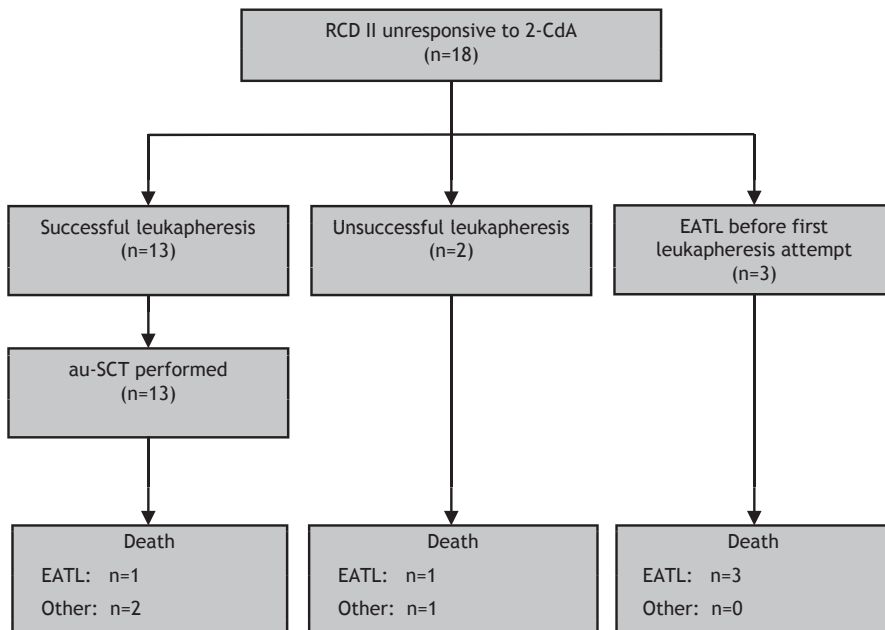 RCD II unresponsive to 2-CdA
(n=18)
Successful leukapheresis
(n=13)
Unsuccessful leukapheresis
(n=2)
EATL before first
leukapheresis attempt
(n=3)
au-SCT performed
(n=13)
Death
EATL: n=1
Other: n=2
Death
EATL: n=1
Other: n=1
Death
EATL: n=3
Other: n=0